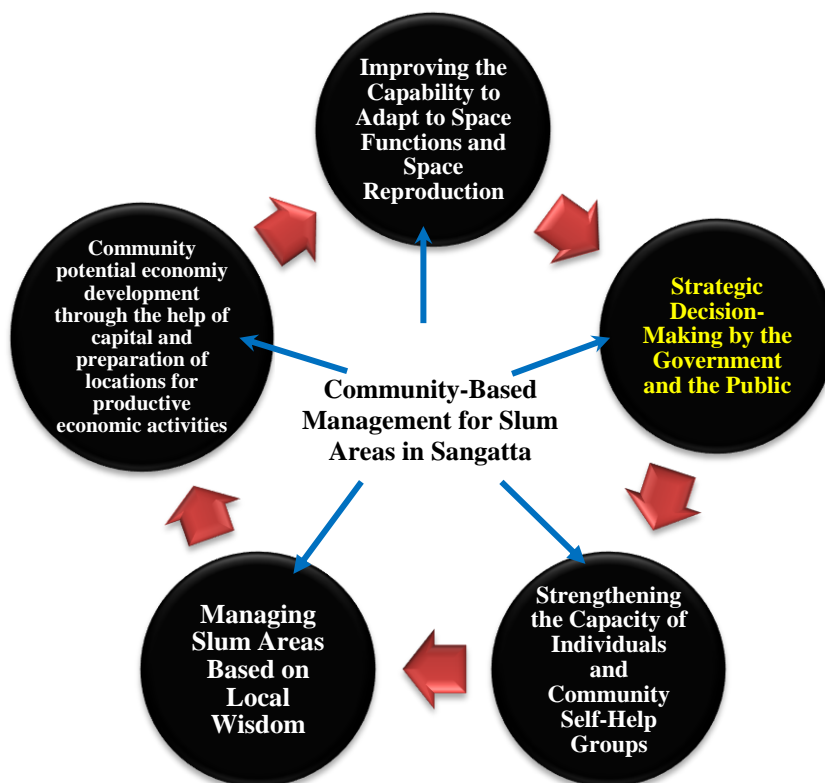 Improving the
Capability to
Adapt to Space
Functions and
Space
Reproduction
Strategic
Decision-
Making by the
Government
and the Public
Strengthening
the Capacity of
Individuals
and
Community
Self-Help
Groups
Managing
Slum Areas
Based on
Local
Wisdom
Community
potential economiy
development
through the help of
capital and
preparation of
locations for
productive
economic activities
Community-Based
Management for Slum
Areas in Sangatta